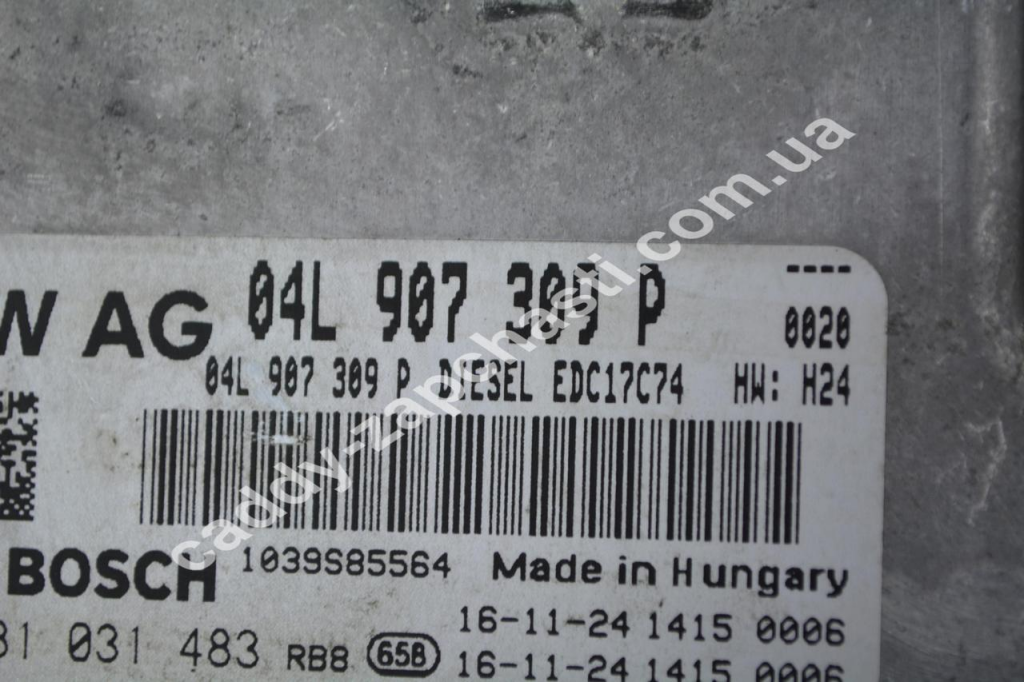 W AG 04L 907 309 P ----
0020
04L 907 309 P DIESEL EDC17C74 HW: H24
caddy-zapchasti.com.ua
BOSCH 1039S85564 Made in Hungary
16-11-24 1415 0006
81 031 483 RB8 658
16-11-24 1415 0006